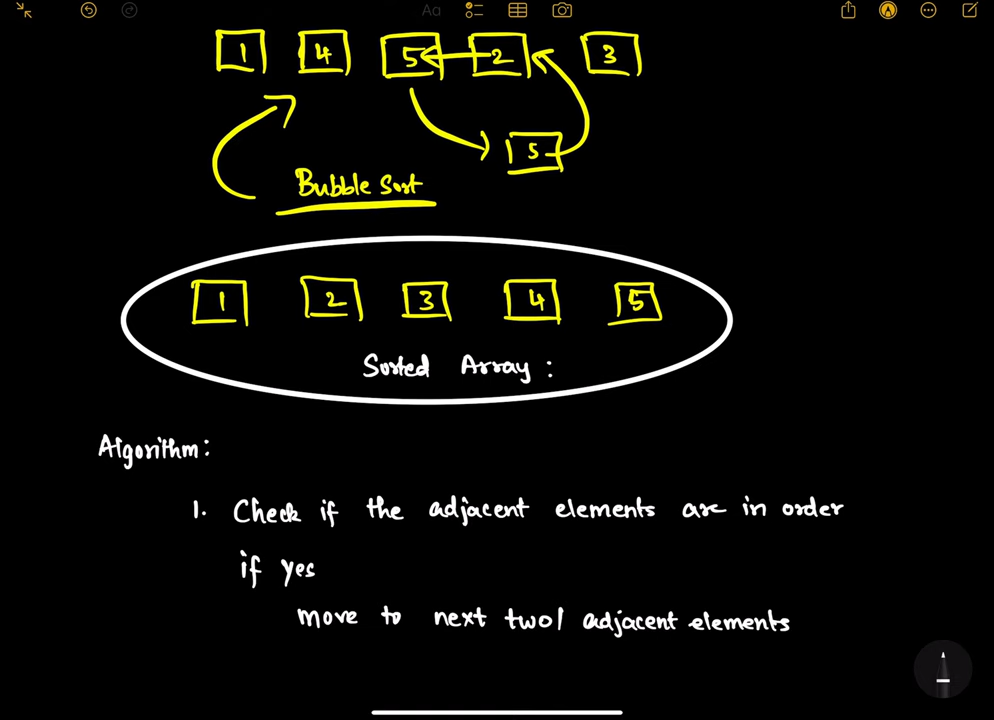 Aa
1 4 5 2 3
5
Bubble Sort
1 2 3 4 5
Sorted Array :
Algorithm:
1. Check if the adjacent elements are in order
if yes
move to next two/ adjacent elements